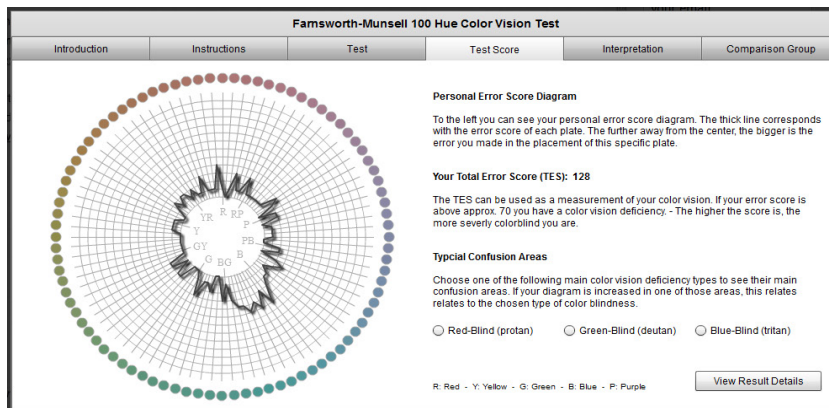 Farnsworth-Munsell 100 Hue Color Vision Test
Introduction
Instructions
Test
Test Score
Interpretation
Comparison Group
R
RP
P
PB
B
BG
G
GY
Y
YR
Personal Error Score Diagram
To the left you can see your personal error score diagram. The thick line corresponds
with the error score of each plate. The further away from the center, the bigger is the
error you made in the placement of this specific plate.
Your Total Error Score (TES): 128
The TES can be used as a measurement of your color vision. If your error score is
above approx. 70 you have a color vision deficiency. - The higher the score is, the
more severly colorblind you are.
Typcial Confusion Areas
Choose one of the following main color vision deficiency types to see their main
confusion areas. If your diagram is increased in one of those areas, this relates
relates to the chosen type of color blindness.
Red-Blind (protan)
Green-Blind (deutan)
Blue-Blind (tritan)
R: Red - Y: Yellow - G: Green - B: Blue - P: Purple
View Result Details